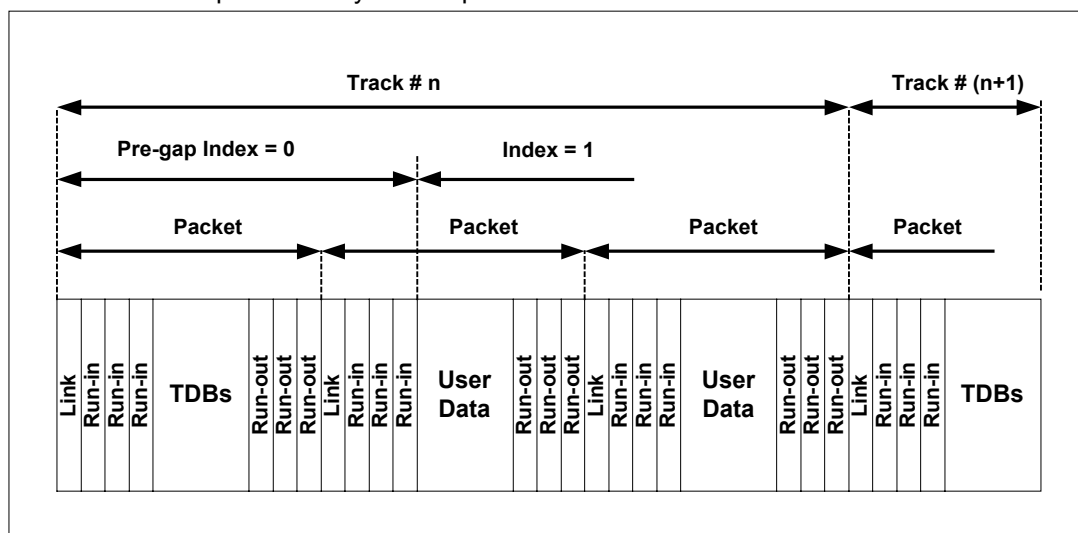 Track # n
Track # (n+1)
Pre-gap Index = 0
Index = 1
Packet
Packet
Packet
Packet
Link
Run-in
Run-in
Run-in
TDBs
Run-out
Run-out
Run-out
Link
Run-in
Run-in
Run-in
User
Data
Run-out
Run-out
Run-out
Link
Run-in
Run-in
Run-in
User
Data
Run-out
Run-out
Run-out
Link
Run-in
Run-in
Run-in
TDBs